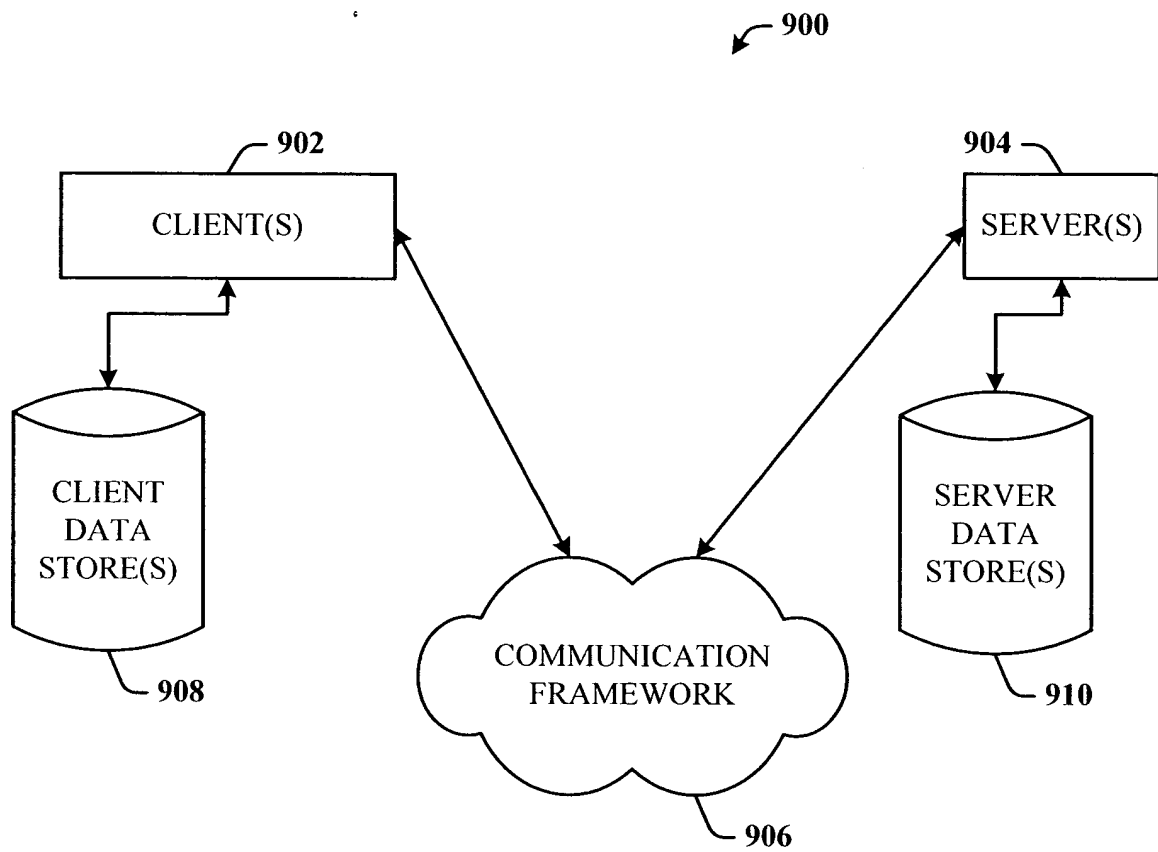 900
902
904
CLIENT(S)
SERVER(S)
CLIENT
DATA
STORE(S)
SERVER
DATA
STORE(S)
COMMUNICATION
FRAMEWORK
908
910
906